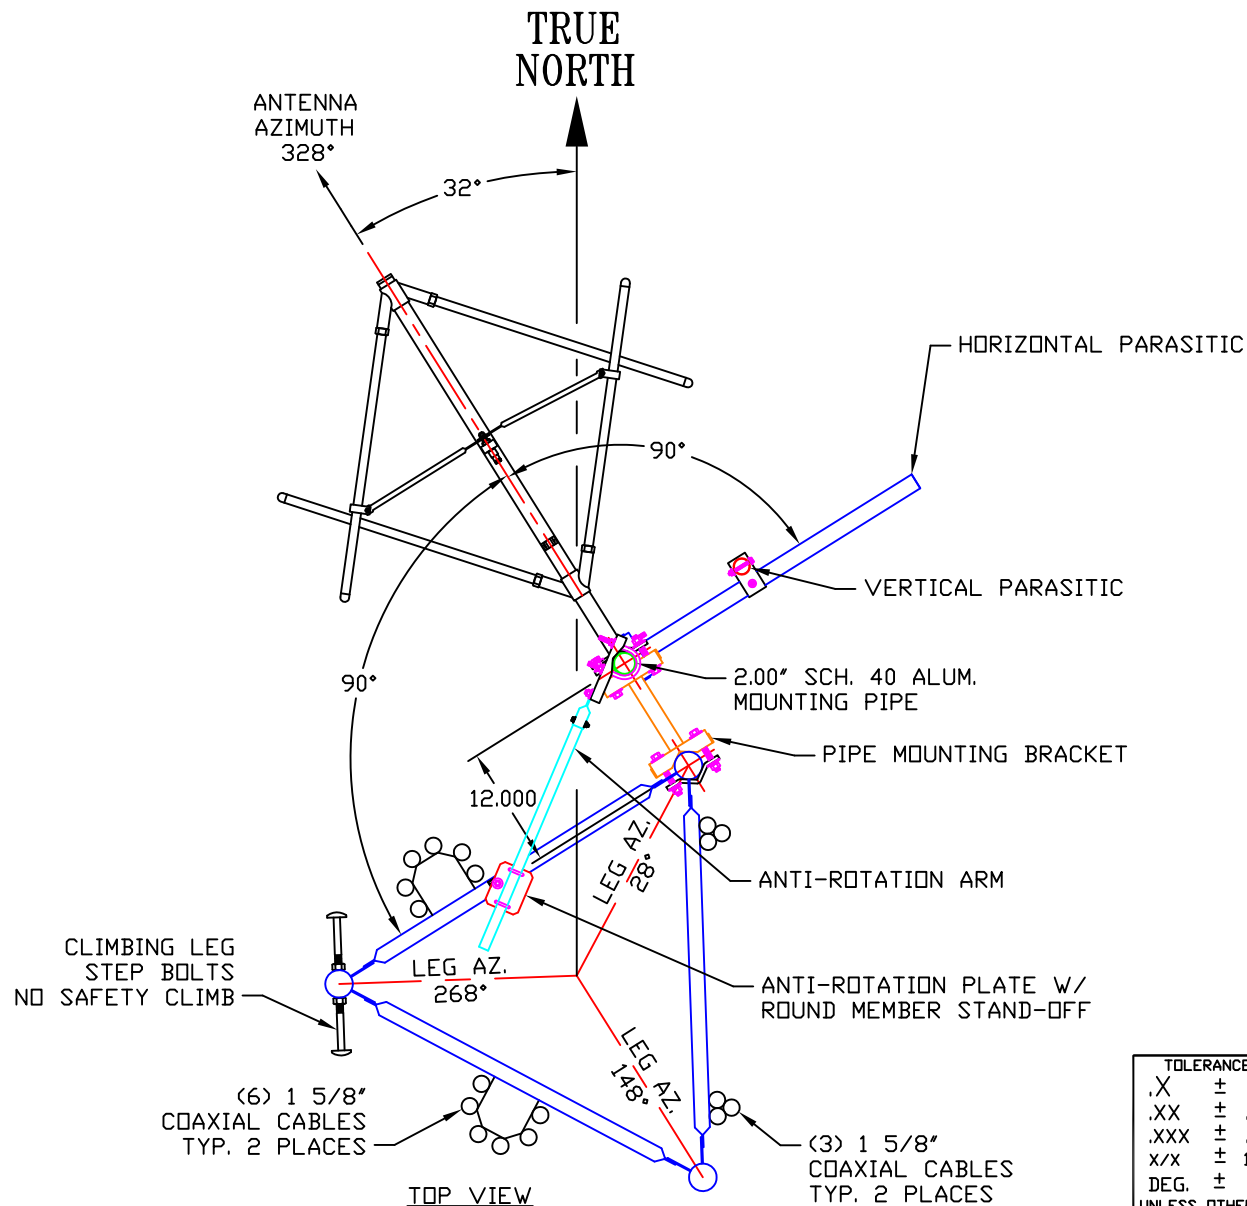 TRUE
NORTH
ANTENNA
AZIMUTH
328°
32°
HORIZONTAL PARASITIC
90°
VERTICAL PARASITIC
90°
2.00" SCH. 40 ALUM.
MOUNTING PIPE
PIPE MOUNTING BRACKET
12.000
LEG AZ.
28°
ANTI-ROTATION ARM
CLIMBING LEG
STEP BOLTS
NO SAFETY CLIMB
LEG AZ.
268°
ANTI-ROTATION PLATE W/
ROUND MEMBER STAND-OFF
LEG AZ.
148°
(6) 1 5/8"
COAXIAL CABLES
TYP. 2 PLACES
(3) 1 5/8"
COAXIAL CABLES
TYP. 2 PLACES
TOP VIEW
TOLERANCE
.X ±
.XX ± .
.XXX ± .
X/X ± 1
DEG. ±